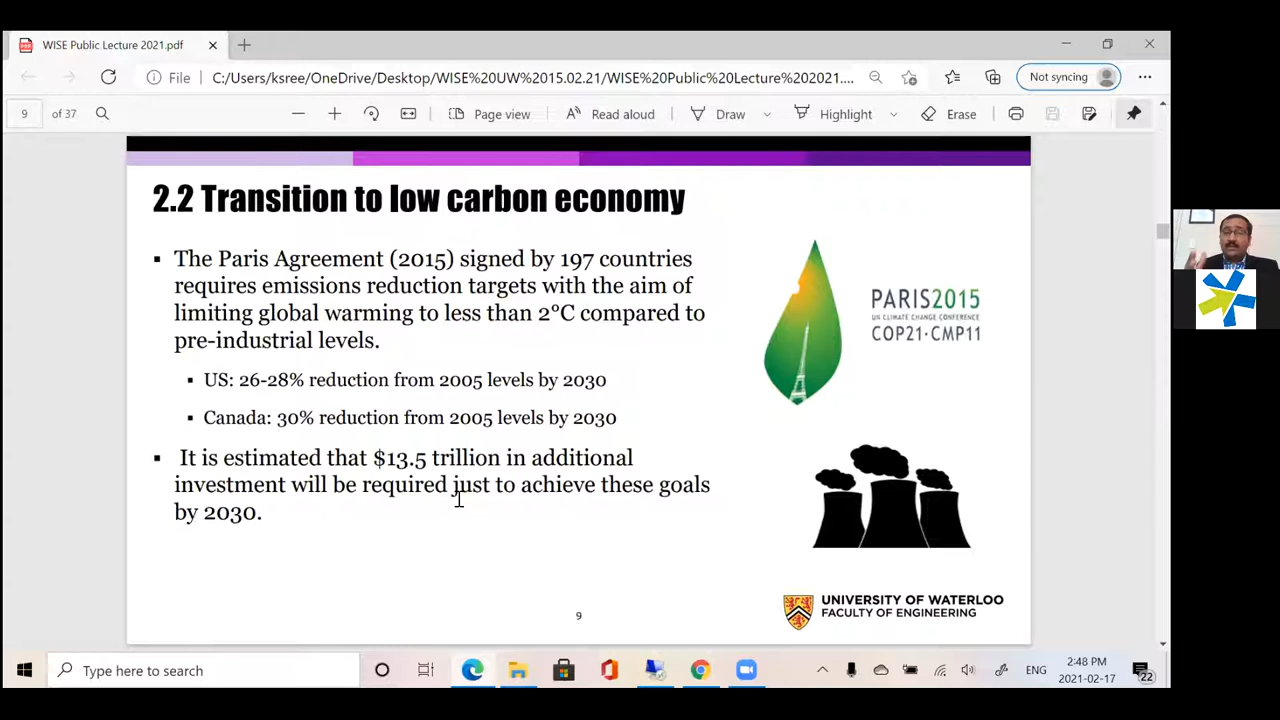 WISE Public Lecture 2021.pdf
File C:/Users/ksree/OneDrive/Desktop/WISE%20UW%2015.02.21/WISE%20Public%20Lecture%202021.... Not syncing
9 of 37 Page view Read aloud Draw Highlight Erase
2.2 Transition to low carbon economy
The Paris Agreement (2015) signed by 197 countries
requires emissions reduction targets with the aim of
limiting global warming to less than 2°C compared to
pre-industrial levels.
US: 26-28% reduction from 2005 levels by 2030
Canada: 30% reduction from 2005 levels by 2030
It is estimated that $13.5 trillion in additional
investment will be required just to achieve these goals
by 2030.
PARIS2015
UN CLIMATE CHANGE CONFERENCE
COP21·CMP11
9
UNIVERSITY OF WATERLOO
FACULTY OF ENGINEERING
Type here to search
ENG
2:48 PM
2021-02-17
22